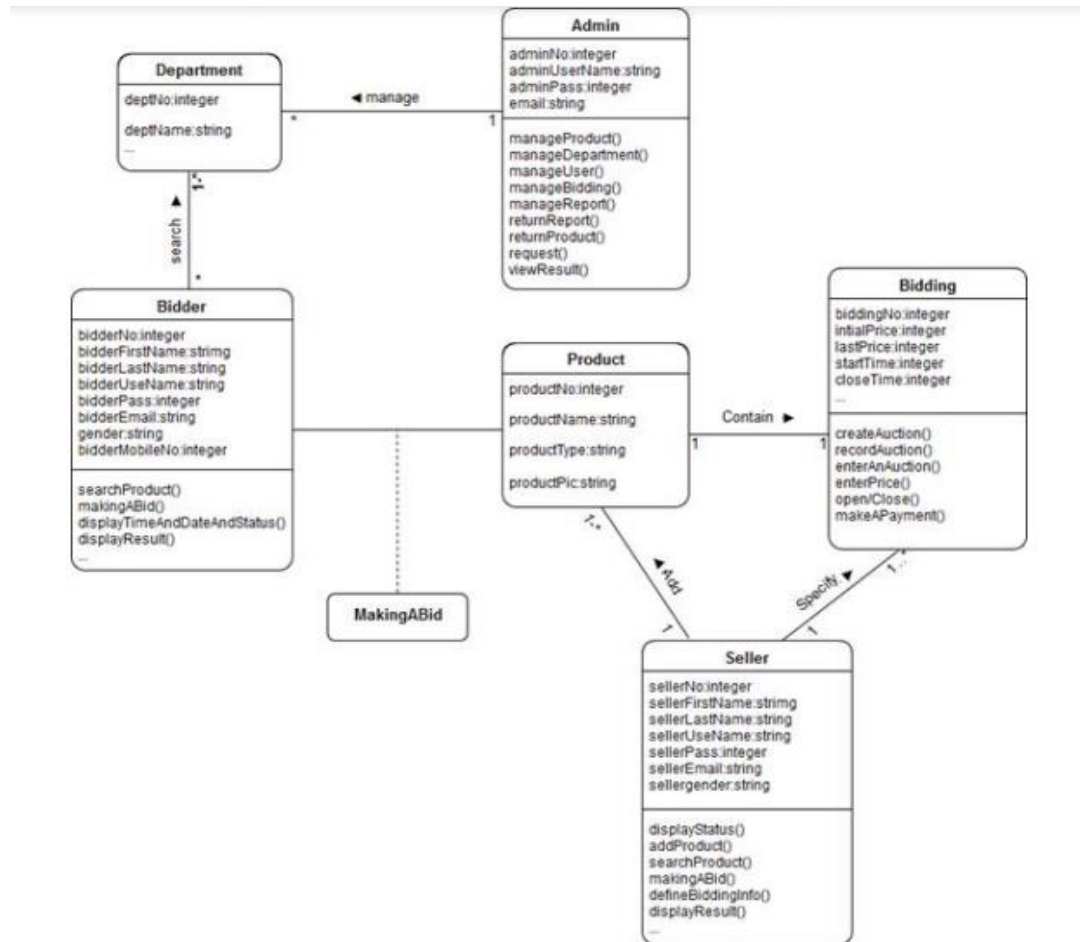 Admin
adminNo:integer
adminUserName:string
adminPass:integer
email:string
manageProduct()
manageDepartment()
manageUser()
manageBidding()
manageReport()
returnReport()
returnProduct()
request()
viewResult()
Department
deptNo:integer
deptName:string
...
◄ manage
*
1
1..*
search ►
*
Bidder
bidderNo:integer
bidderFirstName:strimg
bidderLastName:string
bidderUseName:string
bidderPass:integer
bidderEmail:string
gender:string
bidderMobileNo:integer
searchProduct()
makingABid()
displayTimeAndDateAndStatus()
displayResult()
...
MakingABid
Product
productNo:integer
productName:string
productType:string
productPic:string
Contain ►
1
1
Bidding
biddingNo:integer
intialPrice:integer
lastPrice:integer
startTime:integer
closeTime:integer
...
createAuction()
recordAuction()
enterAnAuction()
enterPrice()
open/Close()
makeAPayment()
1..*
◄ Add
1
1..*
Specify ►
1
Seller
sellerNo:integer
sellerFirstName:strimg
sellerLastName:string
sellerUseName:string
sellerPass:integer
sellerEmail:string
sellergender:string
displayStatus()
addProduct()
searchProduct()
makingABid()
defineBiddingInfo()
displayResult()
...